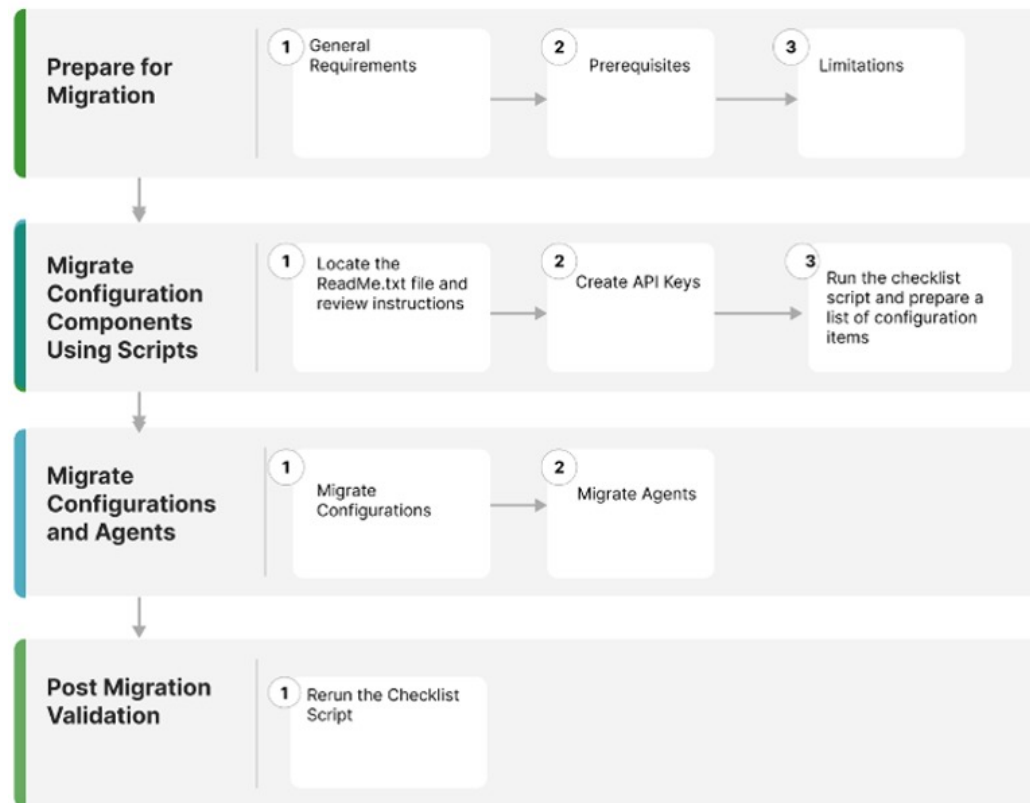 Prepare for
Migration
1
General
Requirements
2
Prerequisites
3
Limitations
Migrate
Configuration
Components
Using Scripts
1
Locate the
ReadMe.txt file and
review instructions
2
Create API Keys
3
Run the checklist
script and prepare a
list of configuration
items
Migrate
Configurations
and Agents
1
Migrate
Configurations
2
Migrate Agents
Post Migration
Validation
1
Rerun the Checklist
Script